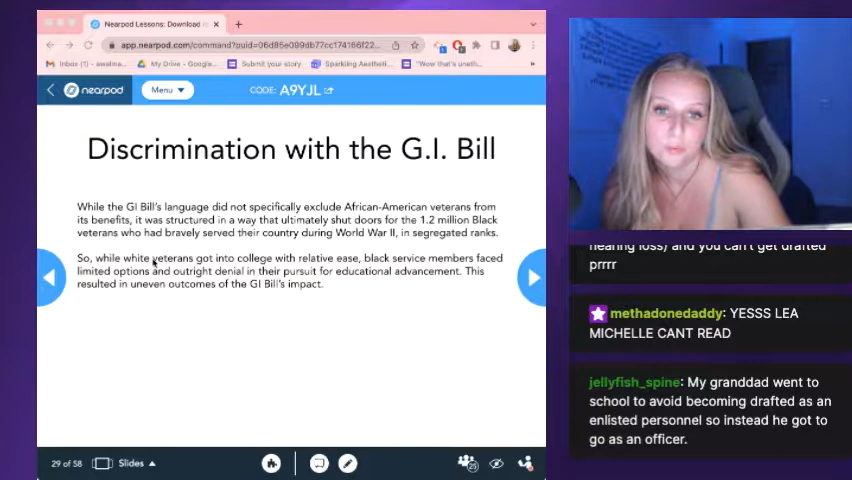 Nearpod Lessons: Download
app.nearpod.com/command?puid=06d85e099db77cc174166f22...
Inbox
My Drive - Google...
Submit your story
Sparkling Aestheti...
"Wow that's uneth...
nearpod
Menu
CODE: A9YJL
Discrimination with the G.I. Bill
While the GI Bill's language did not specifically exclude African-American veterans from
its benefits, it was structured in a way that ultimately shut doors for the 1.2 million Black
veterans who had bravely served their country during World War II, in segregated ranks.
So, while white veterans got into college with relative ease, black service members faced
limited options and outright denial in their pursuit for educational advancement. This
resulted in uneven outcomes of the GI Bill's impact.
29 of 58
Slides
25
hearing loss) and you can't get drafted
prrrr
methadonedaddy: YESSS LEA
MICHELLE CANT READ
jellyfish_spine: My granddad went to
school to avoid becoming drafted as an
enlisted personnel so instead he got to
go as an officer.